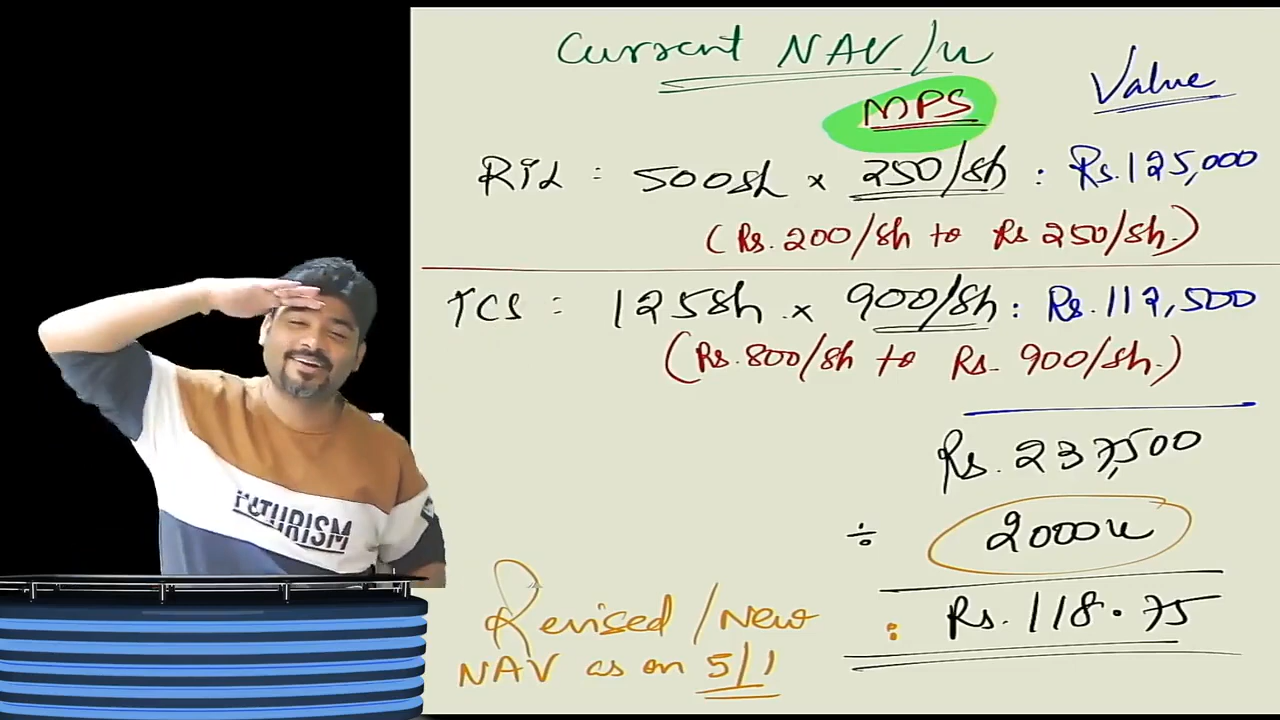 Current NAV/u
MPS
Value
RIL : 500sh × 250/sh : Rs.125,000
(Rs.200/sh to Rs 250/sh.)
TCS : 125sh × 900/sh : Rs.112,500
(Rs.800/sh to Rs. 900/sh.)
Rs. 237,500
÷ 2000u
Revised/New : Rs.118.75
NAV as on 5/1
FUTURISM